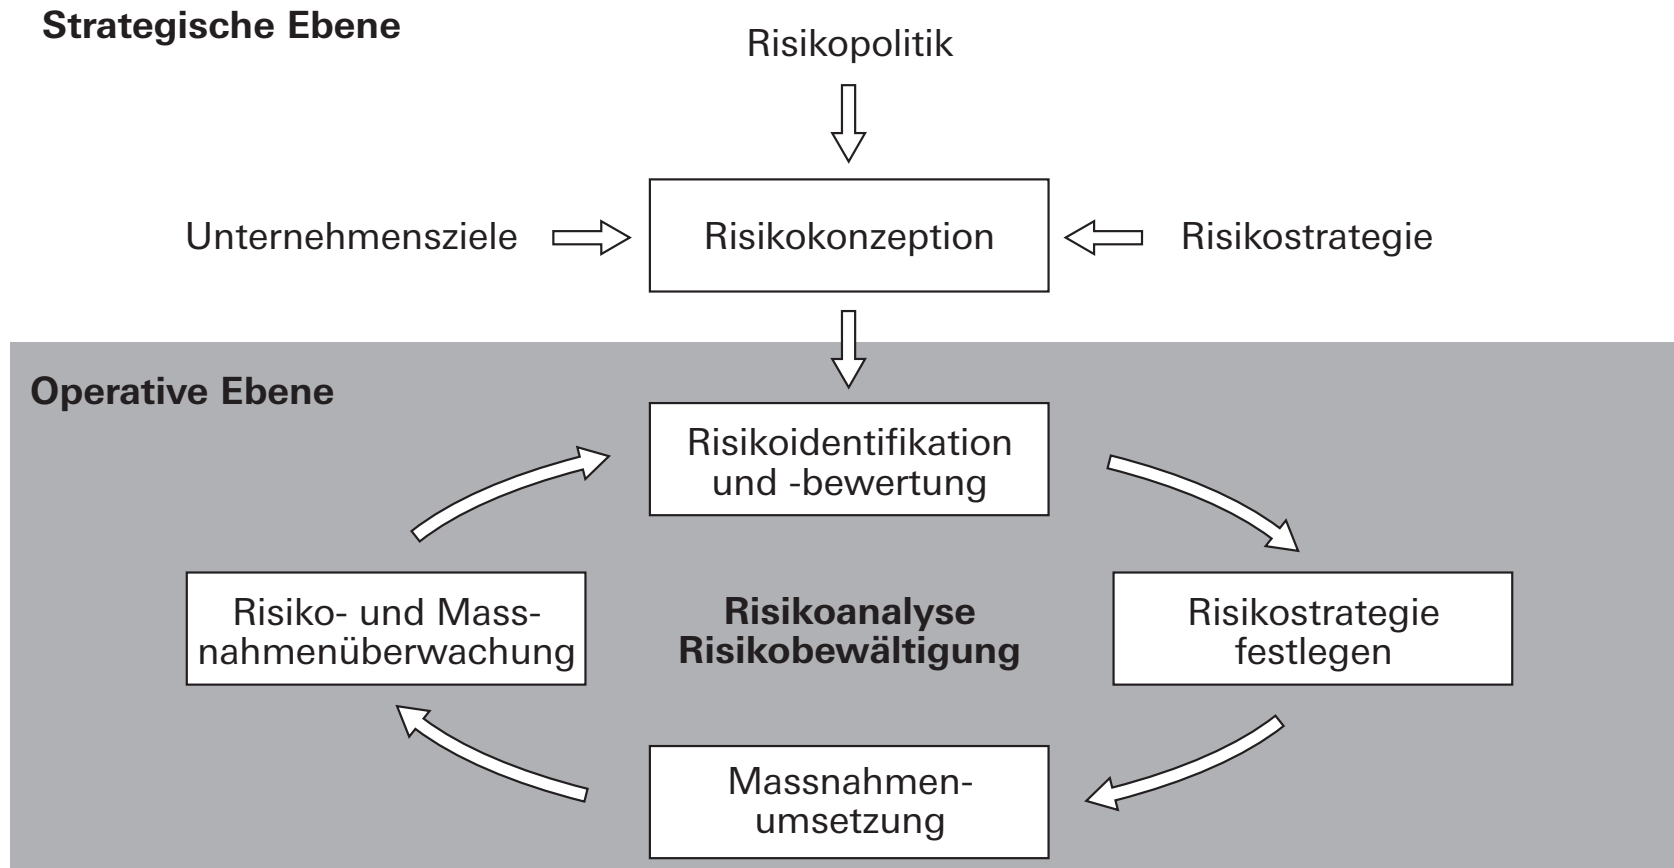 Strategische Ebene
Risikopolitik
Unternehmensziele
Risikokonzeption
Risikostrategie
Operative Ebene
Risikoidentifikation
und -bewertung
Risiko- und Mass-
nahmenüberwachung
Risikoanalyse
Risikobewältigung
Risikostrategie
festlegen
Massnahmen-
umsetzung